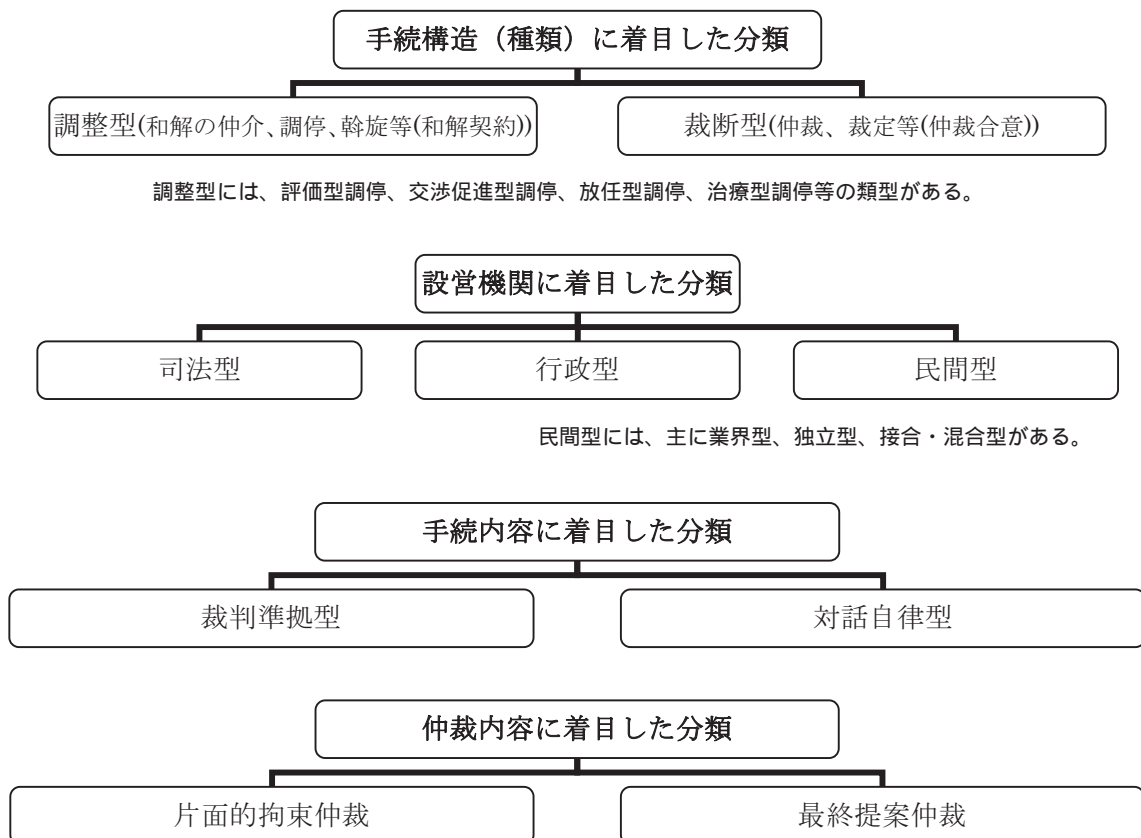 手続構造（種類）に着目した分類
調整型(和解の仲介、調停、斡旋等(和解契約))
裁断型(仲裁、裁定等(仲裁合意))
調整型には、評価型調停、交渉促進型調停、放任型調停、治療型調停等の類型がある。
設営機関に着目した分類
司法型
行政型
民間型
民間型には、主に業界型、独立型、接合・混合型がある。
手続内容に着目した分類
裁判準拠型
対話自律型
仲裁内容に着目した分類
片面的拘束仲裁
最終提案仲裁